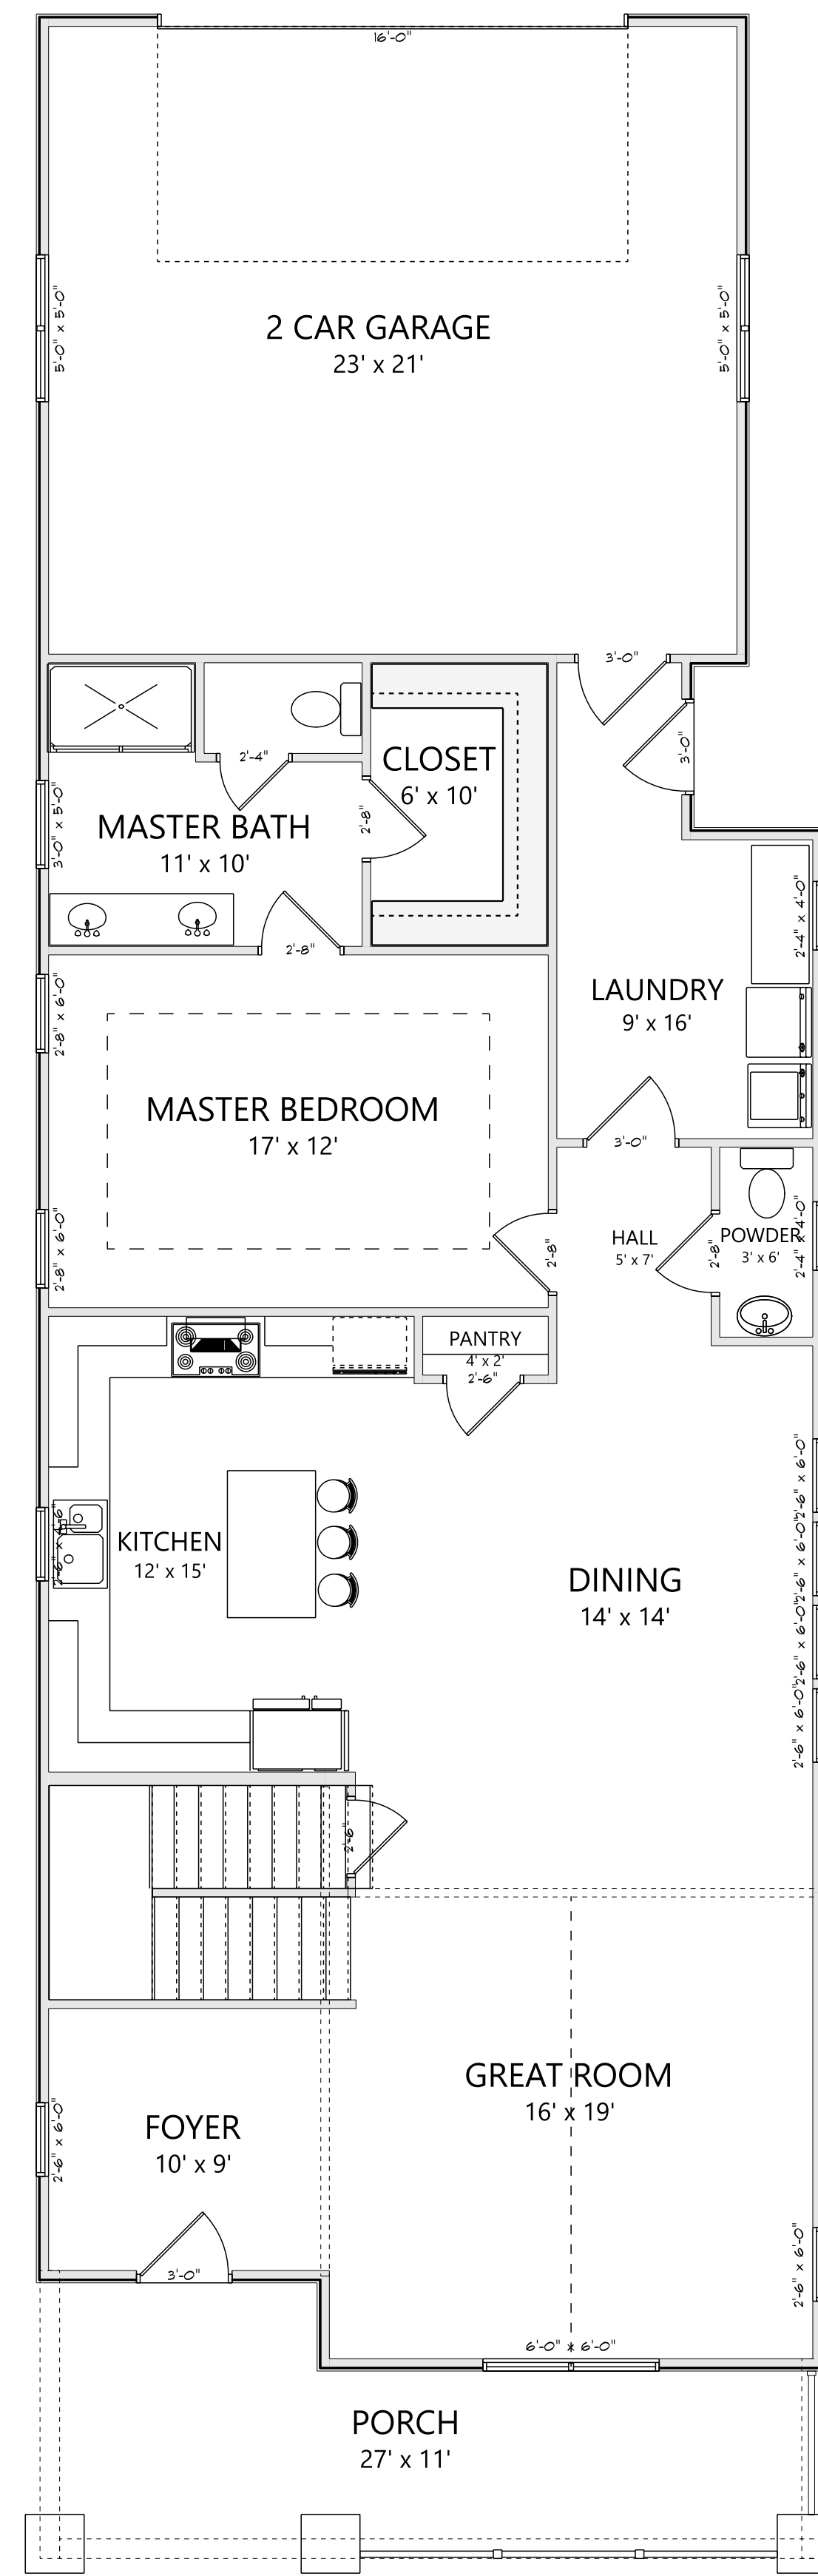 16'-0"
5'-0" x 5'-0"
5'-0" x 5'-0"
2 CAR GARAGE
23' x 21'
3'-0"
2'-4"
3'-0"
CLOSET
6' x 10'
3'-0" x 5'-0"
MASTER BATH
11' x 10'
2'-8"
2'-4" x 4'-0"
2'-8"
2'-8" x 6'-0"
LAUNDRY
9' x 16'
MASTER BEDROOM
17' x 12'
3'-0"
2'-8" x 6'-0"
2'-8"
HALL
5' x 7'
2'-8"
POWDER
3' x 6'
2'-4" x 4'-0"
PANTRY
4' x 2'
2'-6"
2'-6" x 6'-0"
2'-6" x 4'-6"
KITCHEN
12' x 15'
2'-6" x 6'-0"
DINING
14' x 14'
2'-6" x 6'-0"
2'-6" x 6'-0"
2'-6"
GREAT ROOM
16' x 19'
2'-6" x 6'-0"
FOYER
10' x 9'
3'-0"
2'-6" x 6'-0"
6'-0" x 6'-0"
PORCH
27' x 11'